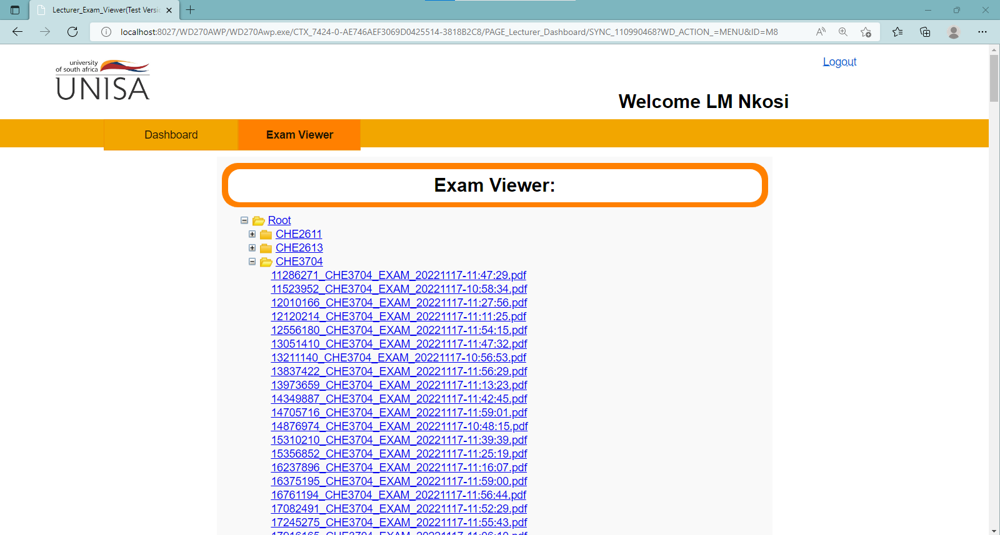 Lecturer_Exam_Viewer(Test Versi
localhost:8027/WD270AWP/WD270Awp.exe/CTX_7424-0-AE746AEF3069D0425514-3818B2C8/PAGE_Lecturer_Dashboard/SYNC_110990468?WD_ACTION_=MENU&ID=M8
university
of south africa
UNISA
Logout
Welcome LM Nkosi
Dashboard
Exam Viewer
Exam Viewer:
Root
CHE2611
CHE2613
CHE3704
11286271_CHE3704_EXAM_20221117-11:47:29.pdf
11523952_CHE3704_EXAM_20221117-10:58:34.pdf
12010166_CHE3704_EXAM_20221117-11:27:56.pdf
12120214_CHE3704_EXAM_20221117-11:11:25.pdf
12556180_CHE3704_EXAM_20221117-11:54:15.pdf
13051410_CHE3704_EXAM_20221117-11:47:32.pdf
13211140_CHE3704_EXAM_20221117-10:56:53.pdf
13837422_CHE3704_EXAM_20221117-11:56:29.pdf
13973659_CHE3704_EXAM_20221117-11:13:23.pdf
14349887_CHE3704_EXAM_20221117-11:42:45.pdf
14705716_CHE3704_EXAM_20221117-11:59:01.pdf
14876974_CHE3704_EXAM_20221117-10:48:15.pdf
15310210_CHE3704_EXAM_20221117-11:39:39.pdf
15356852_CHE3704_EXAM_20221117-11:25:19.pdf
16237896_CHE3704_EXAM_20221117-11:16:07.pdf
16375195_CHE3704_EXAM_20221117-11:59:00.pdf
16761194_CHE3704_EXAM_20221117-11:56:44.pdf
17082491_CHE3704_EXAM_20221117-11:52:29.pdf
17245275_CHE3704_EXAM_20221117-11:55:43.pdf